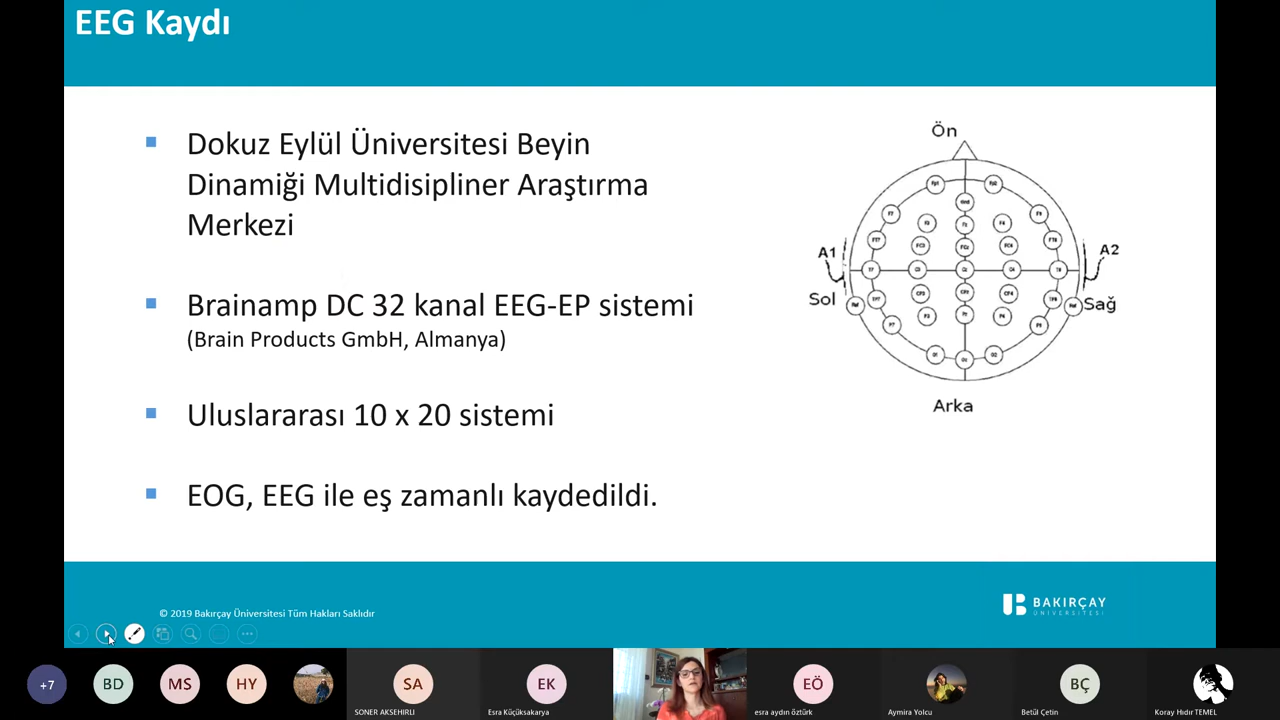 EEG Kaydı
Dokuz Eylül Üniversitesi Beyin
Dinamiği Multidisipliner Araştırma
Merkezi
Brainamp DC 32 kanal EEG-EP sistemi
(Brain Products GmbH, Almanya)
Uluslararası 10 x 20 sistemi
EOG, EEG ile eş zamanlı kaydedildi.
Ön
A1
A2
Sol
Sağ
Arka
© 2019 Bakırçay Üniversitesi Tüm Hakları Saklıdır
BAKIRÇAY
ÜNİVERSİTESİ
+7
BD
MS
HY
SA
EK
EÖ
BÇ
SONER AKSEHIRLI
Esra Küçüksakarya
esra aydın öztürk
Aymira Yolcu
Betül Çetin
Koray Hıdır TEMEL